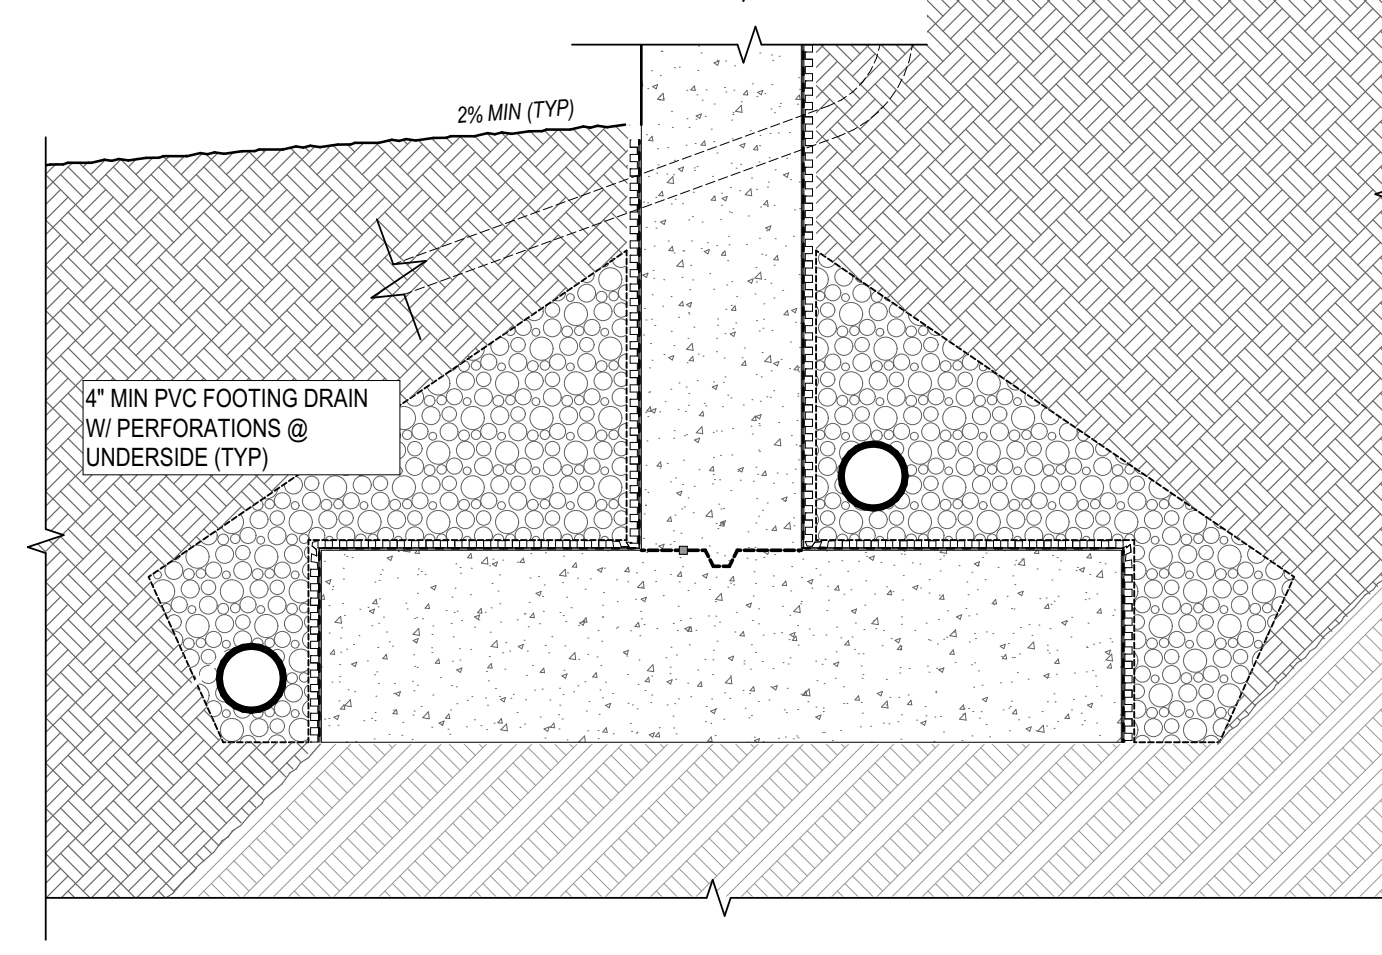 2% MIN (TYP)
4" MIN PVC FOOTING DRAIN
W/ PERFORATIONS @
UNDERSIDE (TYP)